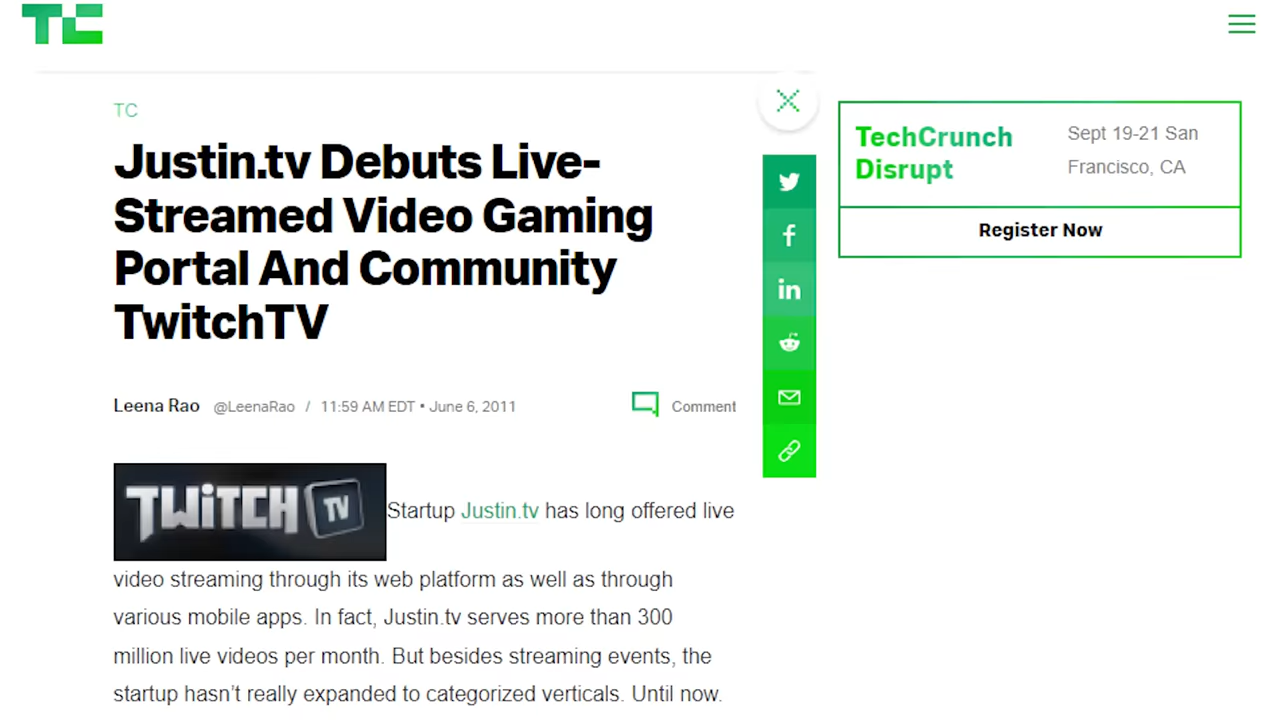 TC
TC
Justin.tv Debuts Live-
Streamed Video Gaming
Portal And Community
TwitchTV
Leena Rao @LeenaRao / 11:59 AM EDT • June 6, 2011
Comment
TWiTCH TV
Startup Justin.tv has long offered live
video streaming through its web platform as well as through
various mobile apps. In fact, Justin.tv serves more than 300
million live videos per month. But besides streaming events, the
startup hasn't really expanded to categorized verticals. Until now.
f
in
TechCrunch
Disrupt
Sept 19-21 San
Francisco, CA
Register Now